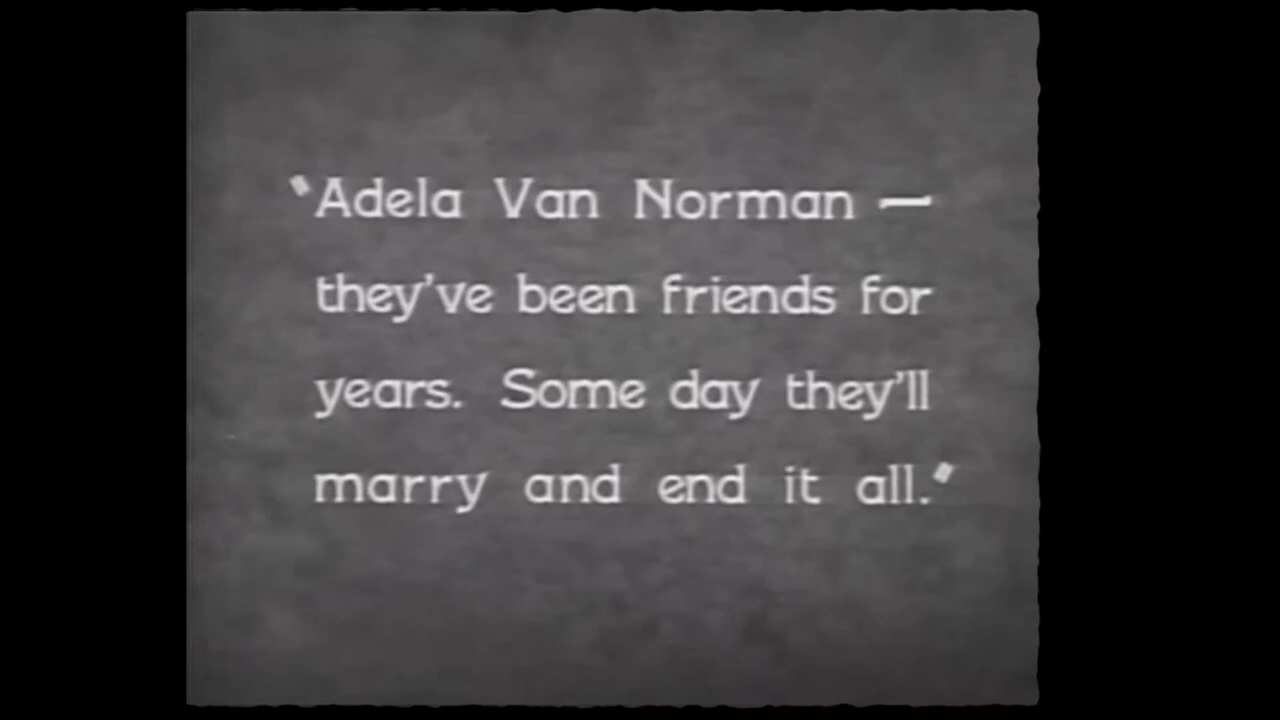 "Adela Van Norman —
they've been friends for
years. Some day they'll
marry and end it all."